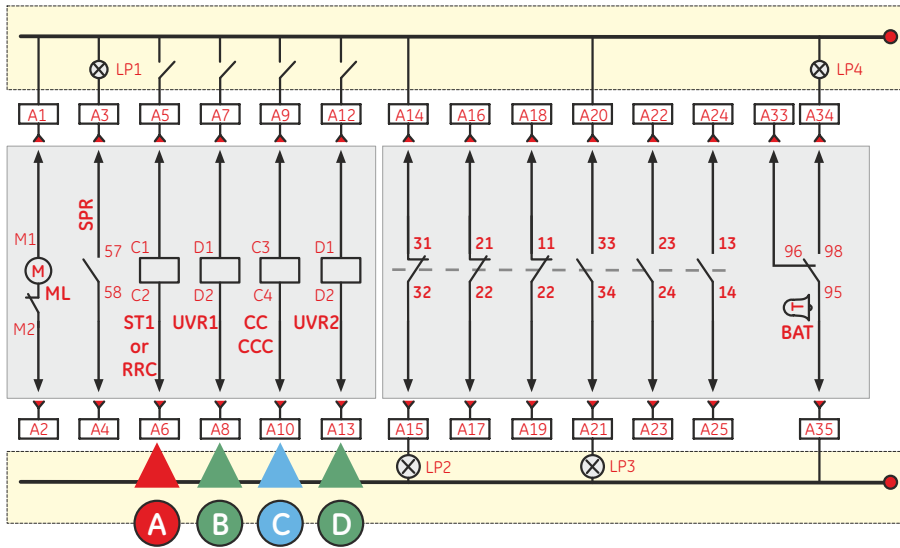 LP1
LP4
A1 A3 A5 A7 A9 A12 A14 A16 A18 A20 A22 A24 A33 A34
SPR
M1 57 C1 D1 C3 D1 31 21 11 33 23 13 96 98
M
58 C2 D2 C4 D2 32 22 22 34 24 14 95
ML
M2
T
ST1 UVR1 CC UVR2 BAT
or CCC
RRC
A2 A4 A6 A8 A10 A13 A15 A17 A19 A21 A23 A25 A35
LP2 LP3
A B C D